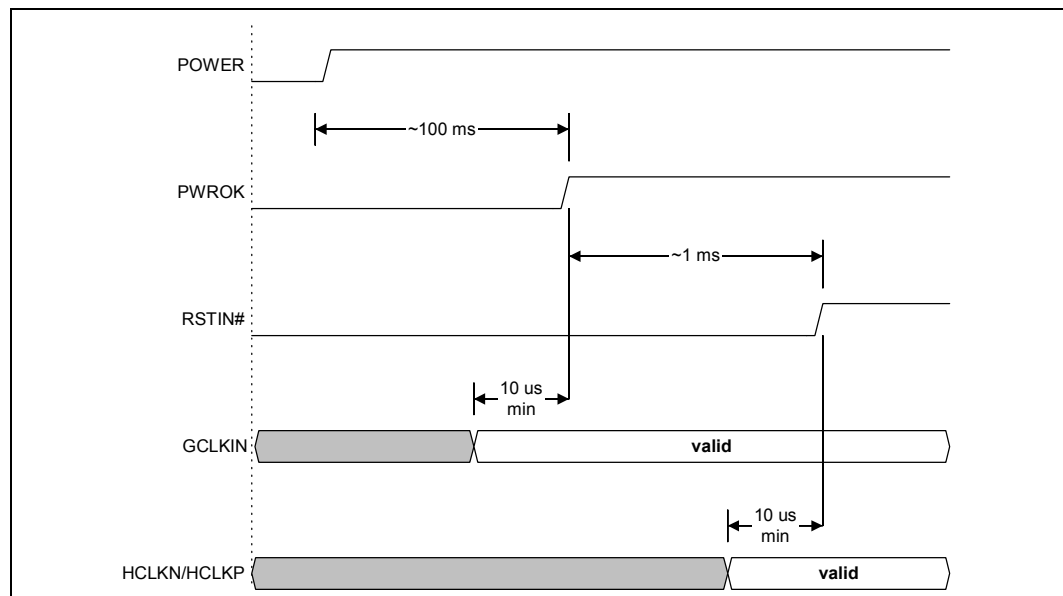 POWER
~100 ms
PWROK
~1 ms
RSTIN#
10 us
min
GCLKIN
valid
10 us
min
HCLKN/HCLKP
valid